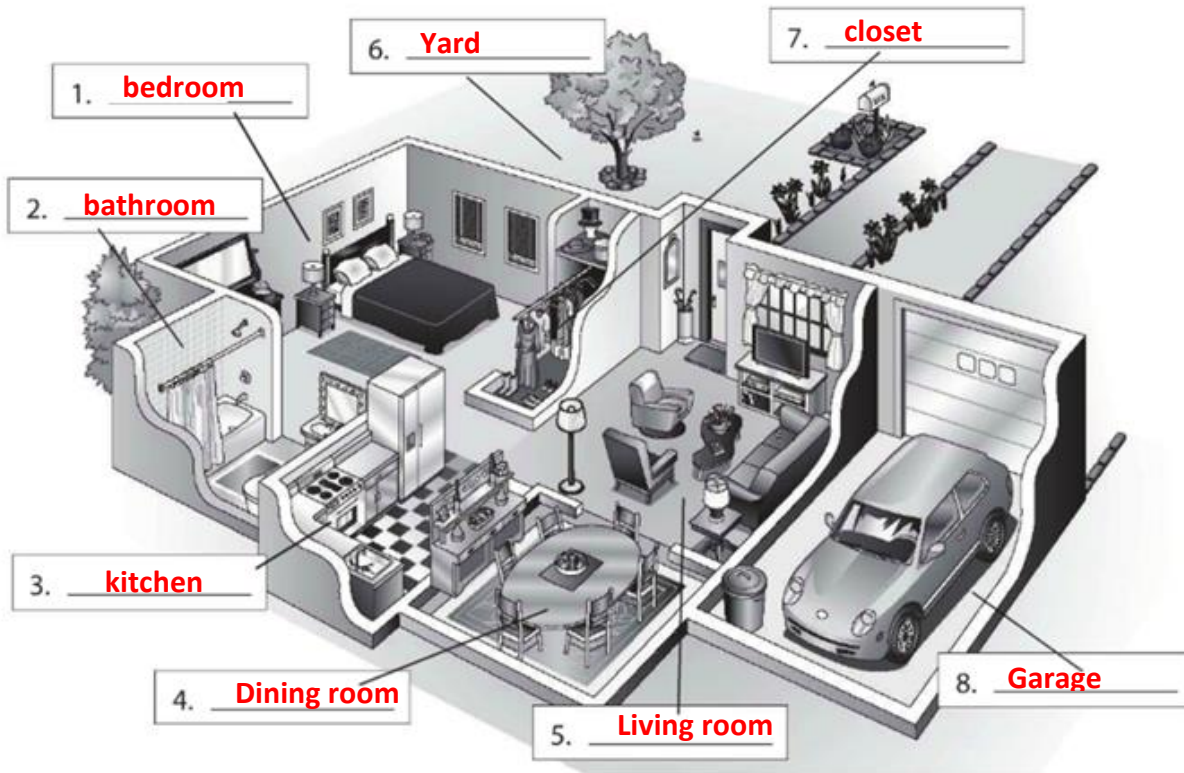 1. bedroom
2. bathroom
3. kitchen
4. Dining room
5. Living room
6. Yard
7. closet
8. Garage